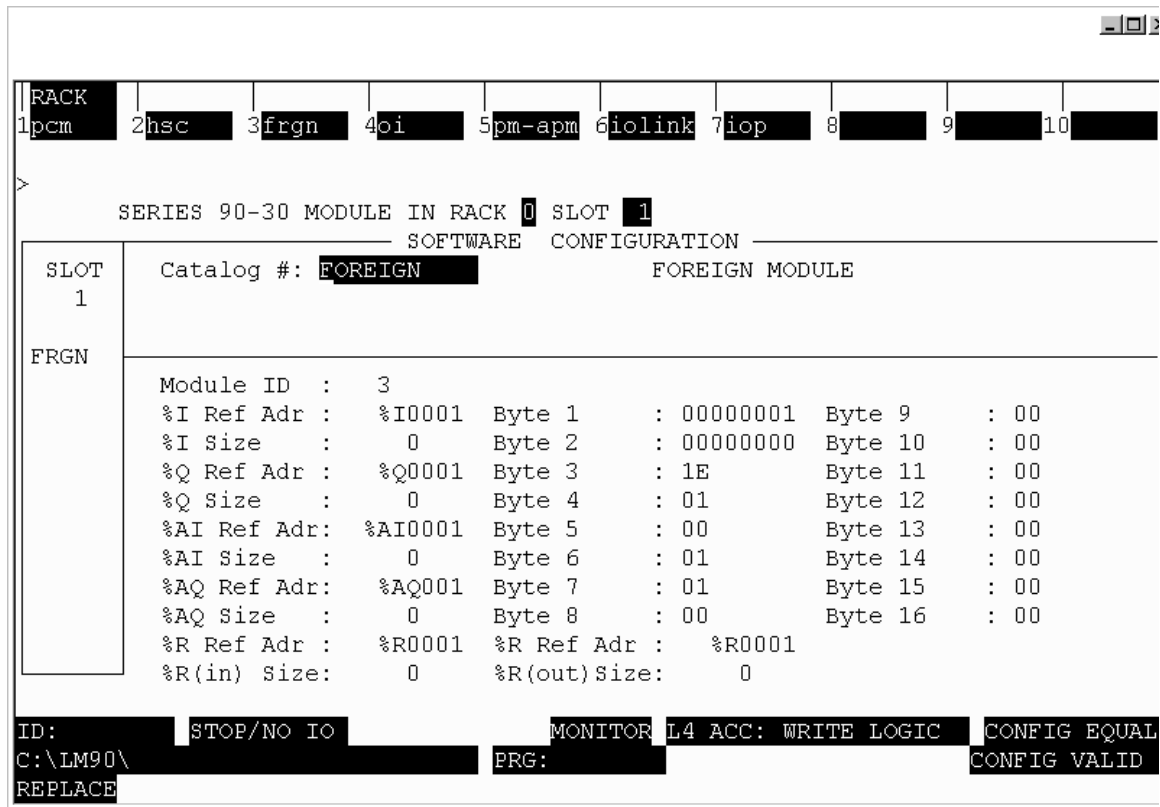 RACK
1pcm 2hsc 3frgn 4oi 5pm-apm 6iolink 7iop 8 9 10
>
SERIES 90-30 MODULE IN RACK 0 SLOT 1
SOFTWARE CONFIGURATION
SLOT Catalog #: FOREIGN FOREIGN MODULE
1
FRGN
Module ID : 3
%I Ref Adr : %I0001 Byte 1 : 00000001 Byte 9 : 00
%I Size : 0 Byte 2 : 00000000 Byte 10 : 00
%Q Ref Adr : %Q0001 Byte 3 : 1E Byte 11 : 00
%Q Size : 0 Byte 4 : 01 Byte 12 : 00
%AI Ref Adr: %AI0001 Byte 5 : 00 Byte 13 : 00
%AI Size : 0 Byte 6 : 01 Byte 14 : 00
%AQ Ref Adr: %AQ001 Byte 7 : 01 Byte 15 : 00
%AQ Size : 0 Byte 8 : 00 Byte 16 : 00
%R Ref Adr : %R0001 %R Ref Adr : %R0001
%R(in) Size: 0 %R(out)Size: 0
ID: STOP/NO IO MONITOR L4 ACC: WRITE LOGIC CONFIG EQUAL
C:\LM90\ PRG: CONFIG VALID
REPLACE